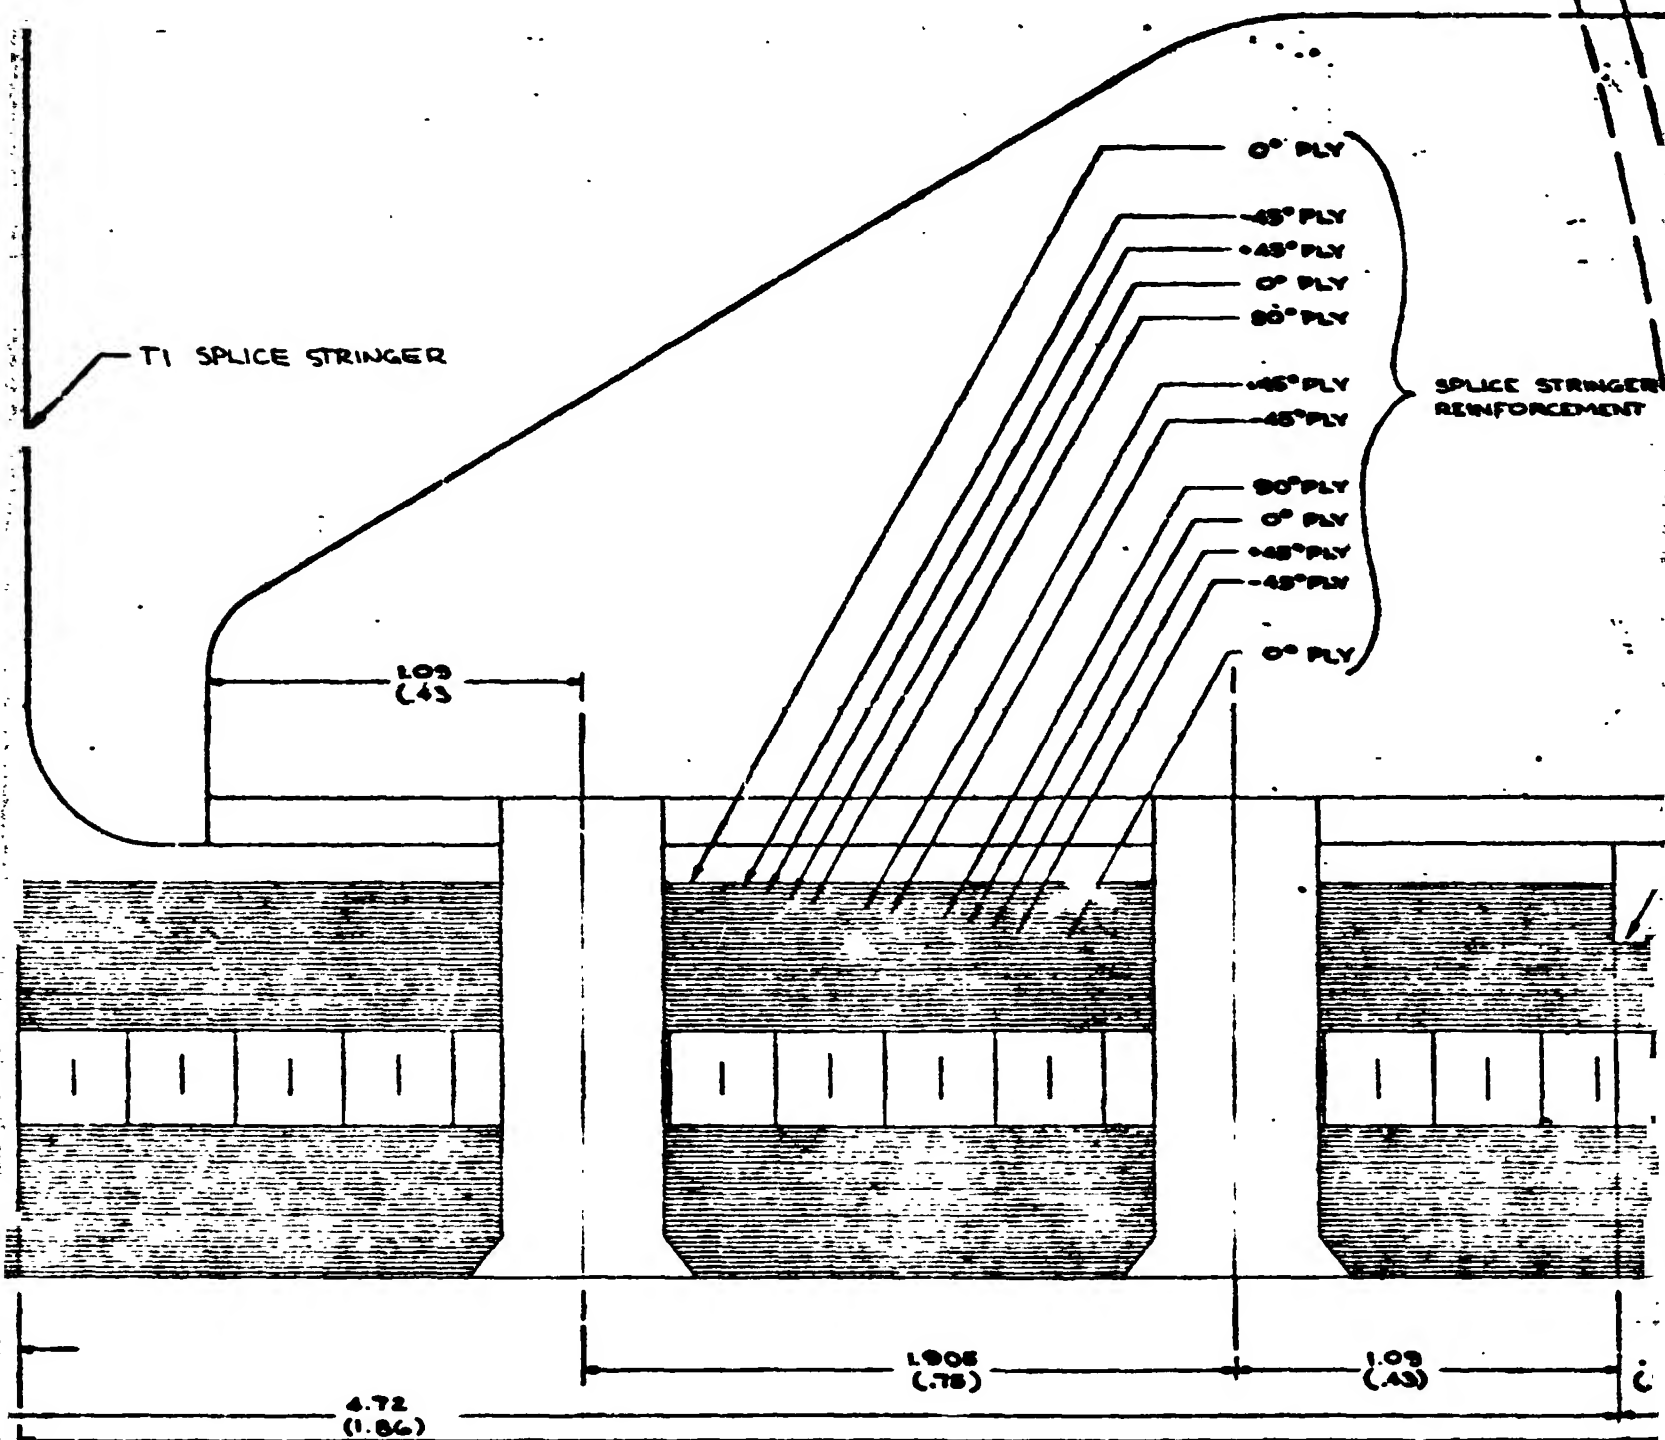 0° PLY
-45° PLY
+45° PLY
0° PLY
90° PLY
+45° PLY
-45° PLY
90° PLY
0° PLY
+45° PLY
-45° PLY
0° PLY
TI SPLICE STRINGER
SPLICE STRINGER
REINFORCEMENT
1.09
(.43
1.905
(.75)
1.09
(.43)
4.72
(1.86)